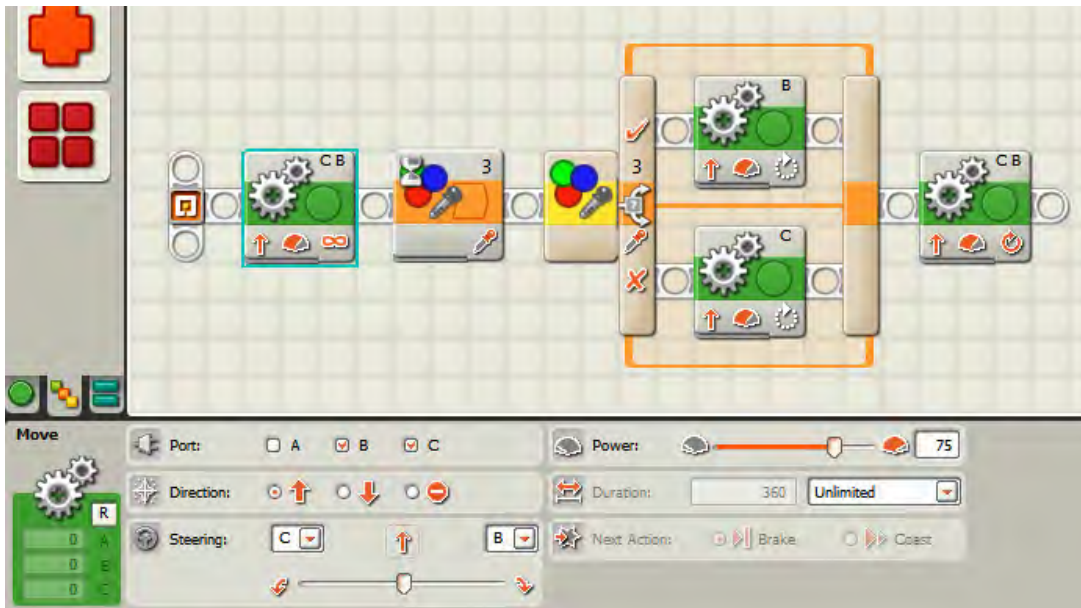 B
C B
3
3
C B
C
Move
Port:
A
B
C
Power:
75
Direction:
Duration:
360
Unlimited
R
Steering:
C
B
Next Action:
Brake
Coast
0 A
0 B
0 C